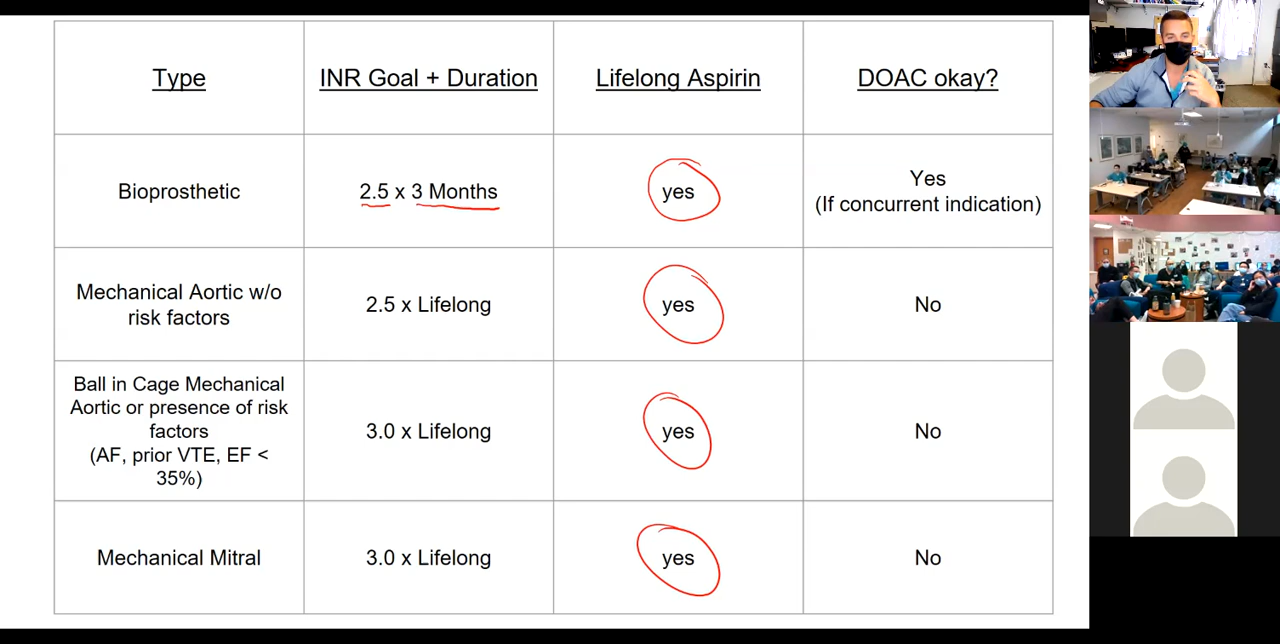 Type INR Goal + Duration Lifelong Aspirin DOAC okay?
Bioprosthetic 2.5 x 3 Months yes Yes
(If concurrent indication)
Mechanical Aortic w/o
risk factors 2.5 x Lifelong yes No
Ball in Cage Mechanical
Aortic or presence of risk
factors 3.0 x Lifelong yes No
(AF, prior VTE, EF <
35%)
Mechanical Mitral 3.0 x Lifelong yes No